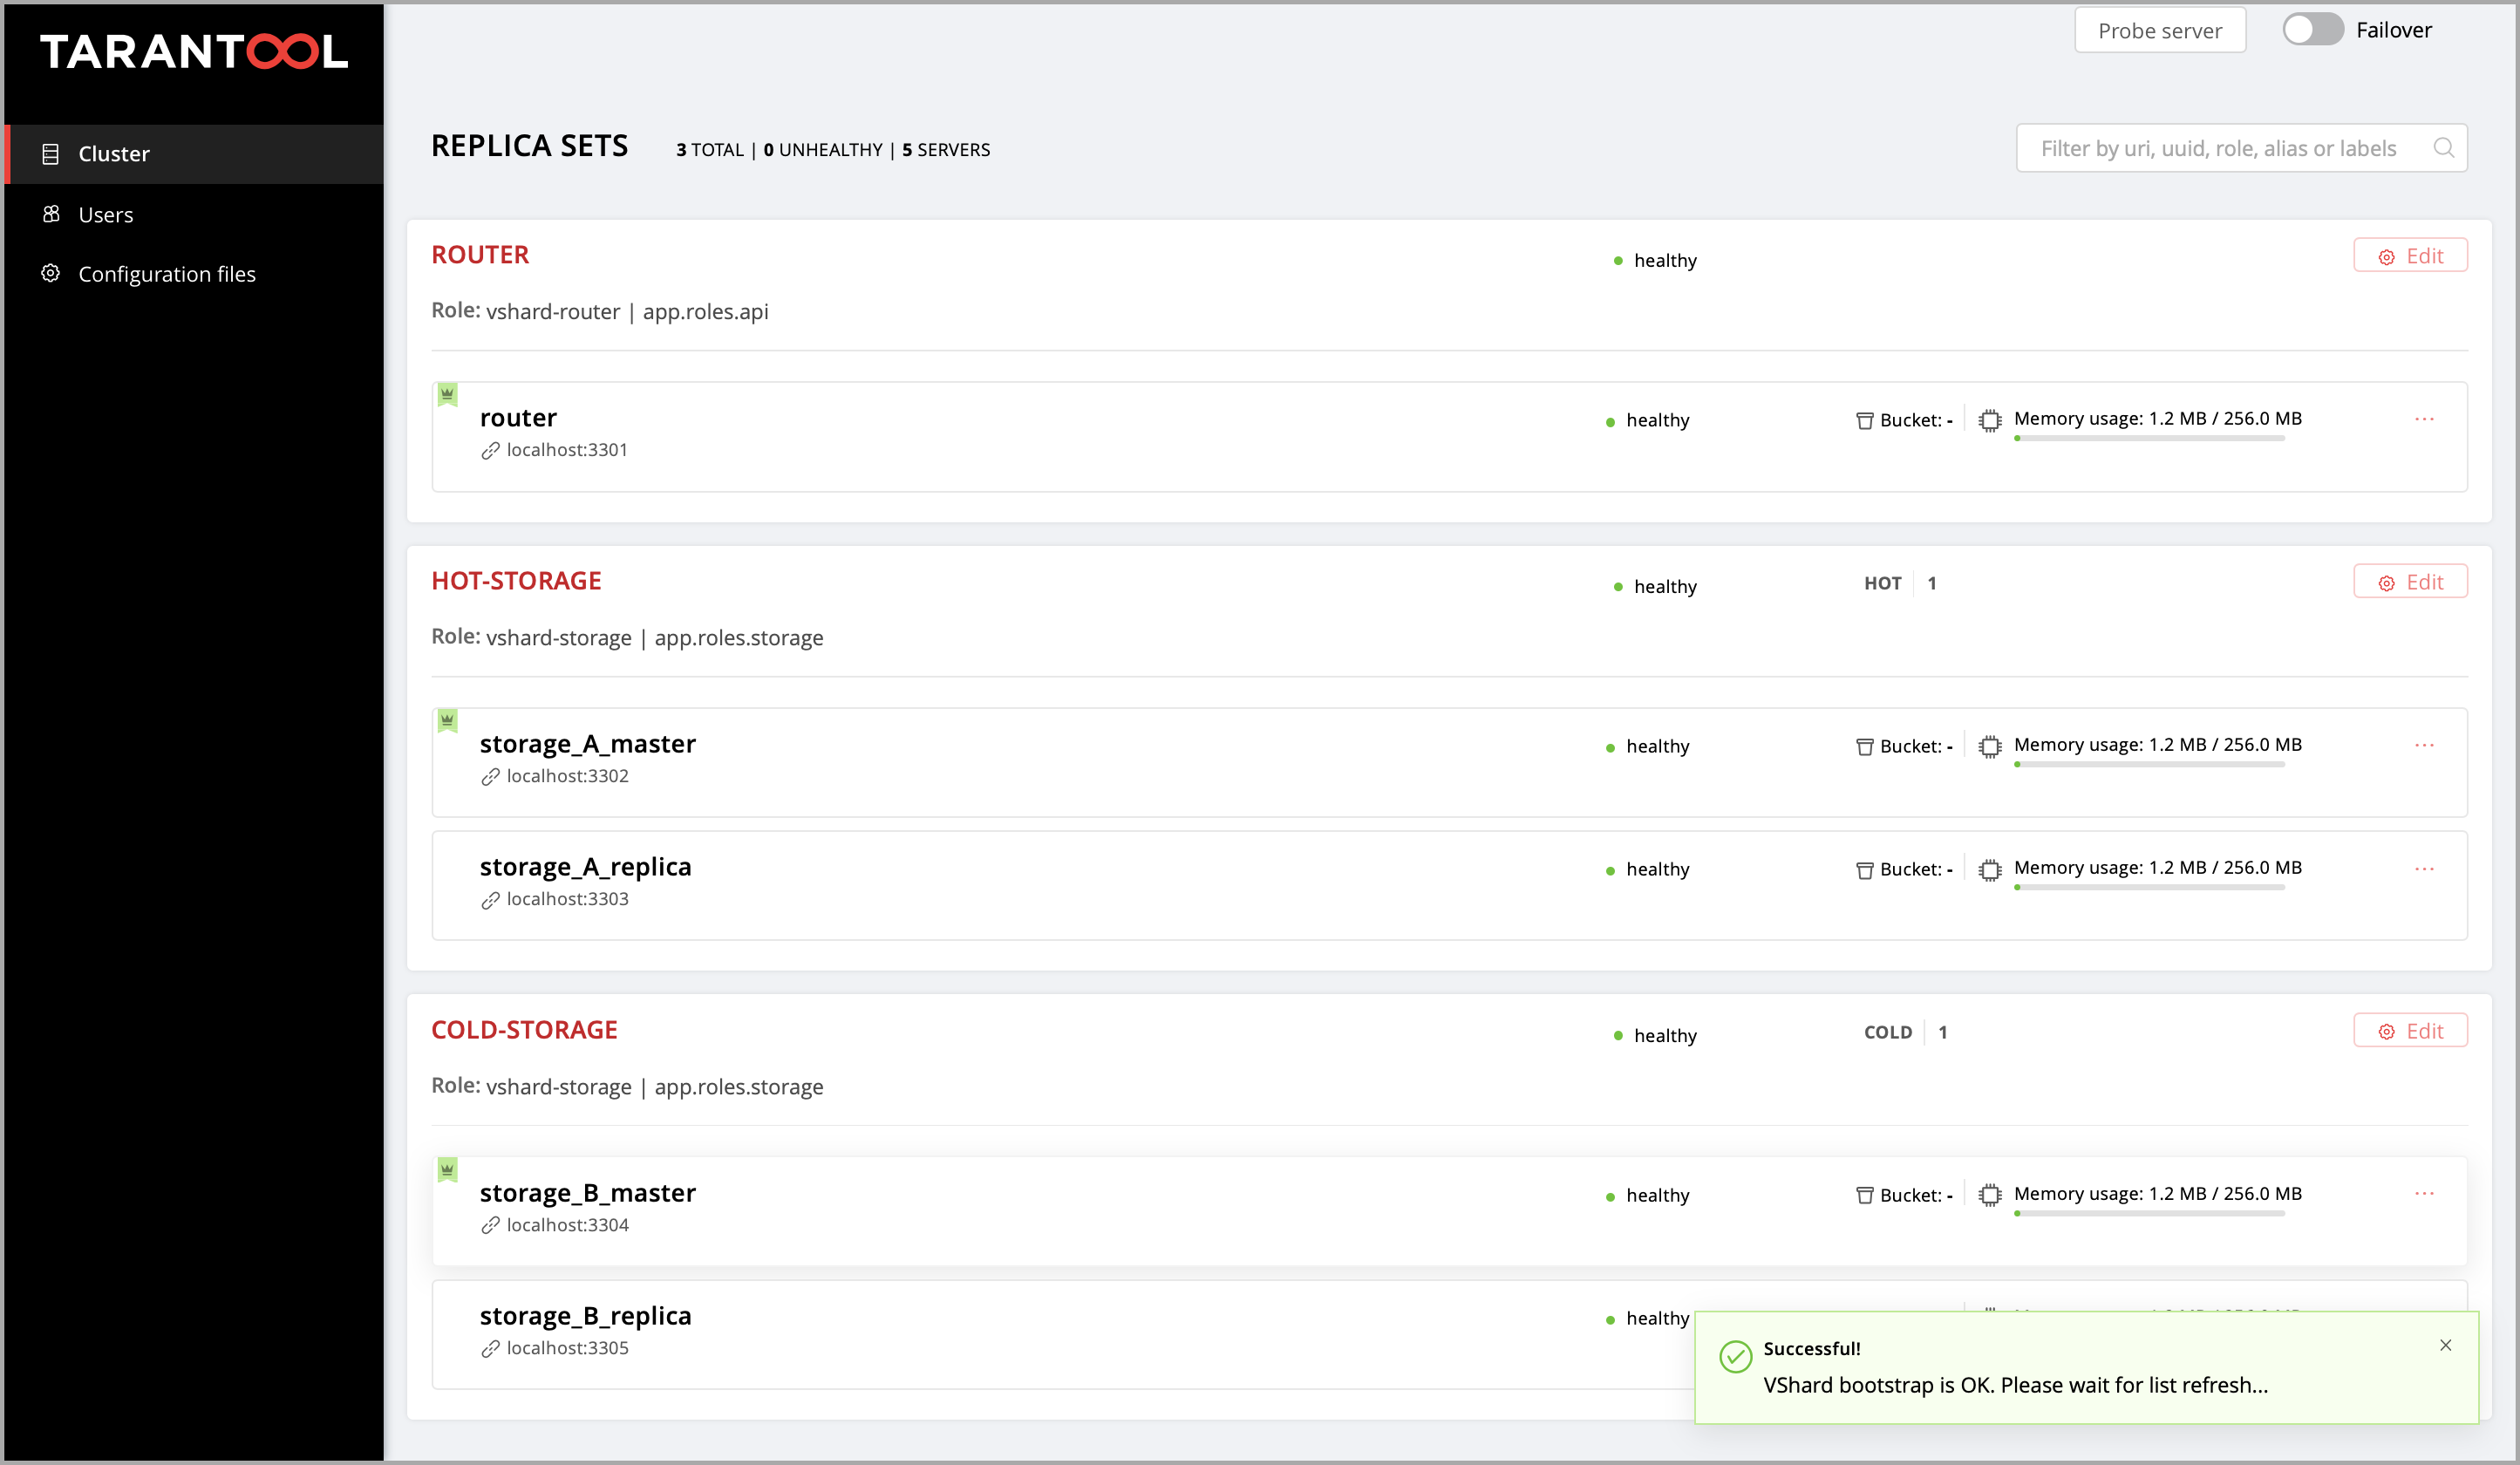 TARANTOOL
Probe server
Failover
Cluster
Users
Configuration files
REPLICA SETS
3 TOTAL | 0 UNHEALTHY | 5 SERVERS
Filter by uri, uuid, role, alias or labels
ROUTER
healthy
Edit
Role: vshard-router | app.roles.api
router
healthy
Bucket: -
Memory usage: 1.2 MB / 256.0 MB
localhost:3301
HOT-STORAGE
healthy
HOT 1
Edit
Role: vshard-storage | app.roles.storage
storage_A_master
healthy
Bucket: -
Memory usage: 1.2 MB / 256.0 MB
localhost:3302
storage_A_replica
healthy
Bucket: -
Memory usage: 1.2 MB / 256.0 MB
localhost:3303
COLD-STORAGE
healthy
COLD 1
Edit
Role: vshard-storage | app.roles.storage
storage_B_master
healthy
Bucket: -
Memory usage: 1.2 MB / 256.0 MB
localhost:3304
storage_B_replica
healthy
localhost:3305
Successful!
VShard bootstrap is OK. Please wait for list refresh...